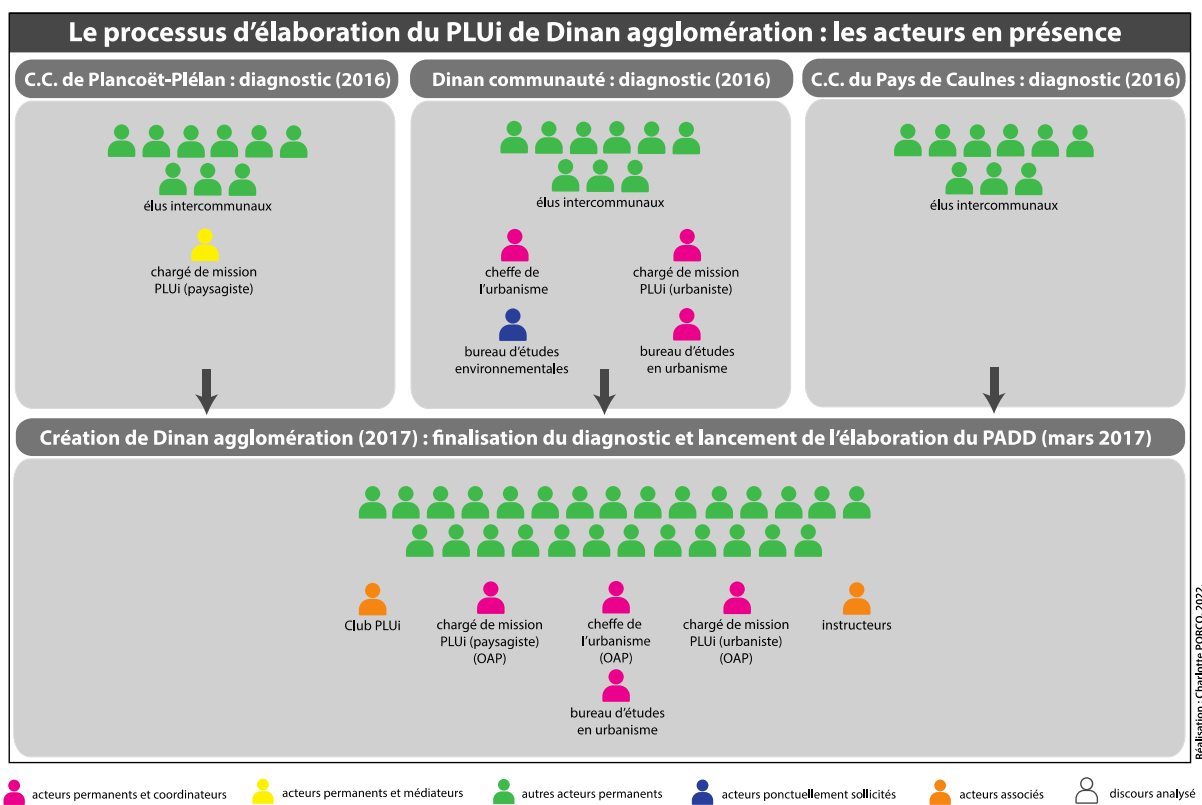 Le processus d'élaboration du PLUi de Dinan agglomération : les acteurs en présence
C.C. de Plancoët-Plélan : diagnostic (2016)
élus intercommunaux
chargé de mission
PLUi (paysagiste)
Dinan communauté : diagnostic (2016)
élus intercommunaux
cheffe de
l'urbanisme
chargé de mission
PLUi (urbaniste)
bureau d'études
environnementales
bureau d'études
en urbanisme
C.C. du Pays de Caulnes : diagnostic (2016)
élus intercommunaux
Création de Dinan agglomération (2017) : finalisation du diagnostic et lancement de l'élaboration du PADD (mars 2017)
Club PLUi
chargé de mission
PLUi (paysagiste)
(OAP)
cheffe de
l'urbanisme
(OAP)
chargé de mission
PLUi (urbaniste)
(OAP)
instructeurs
bureau d'études
en urbanisme
Réalisation : Charlotte PORCQ, 2022.
acteurs permanents et coordinateurs
acteurs permanents et médiateurs
autres acteurs permanents
acteurs ponctuellement sollicités
acteurs associés
discours analysé